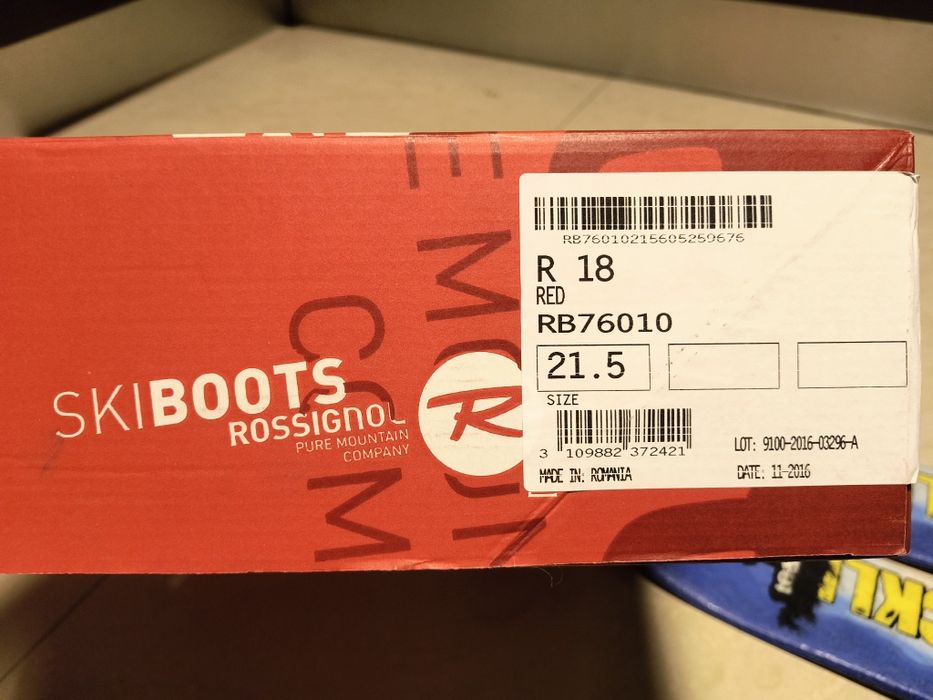 SKIBOOTS
ROSSIGNOL
PURE MOUNTAIN
COMPANY
R
RB76010215605259676
R 18
RED
RB76010
21.5
SIZE
3 109882 372421
LOT: 9100-2016-03296-A
MADE IN: ROMANIA
DATE: 11-2016